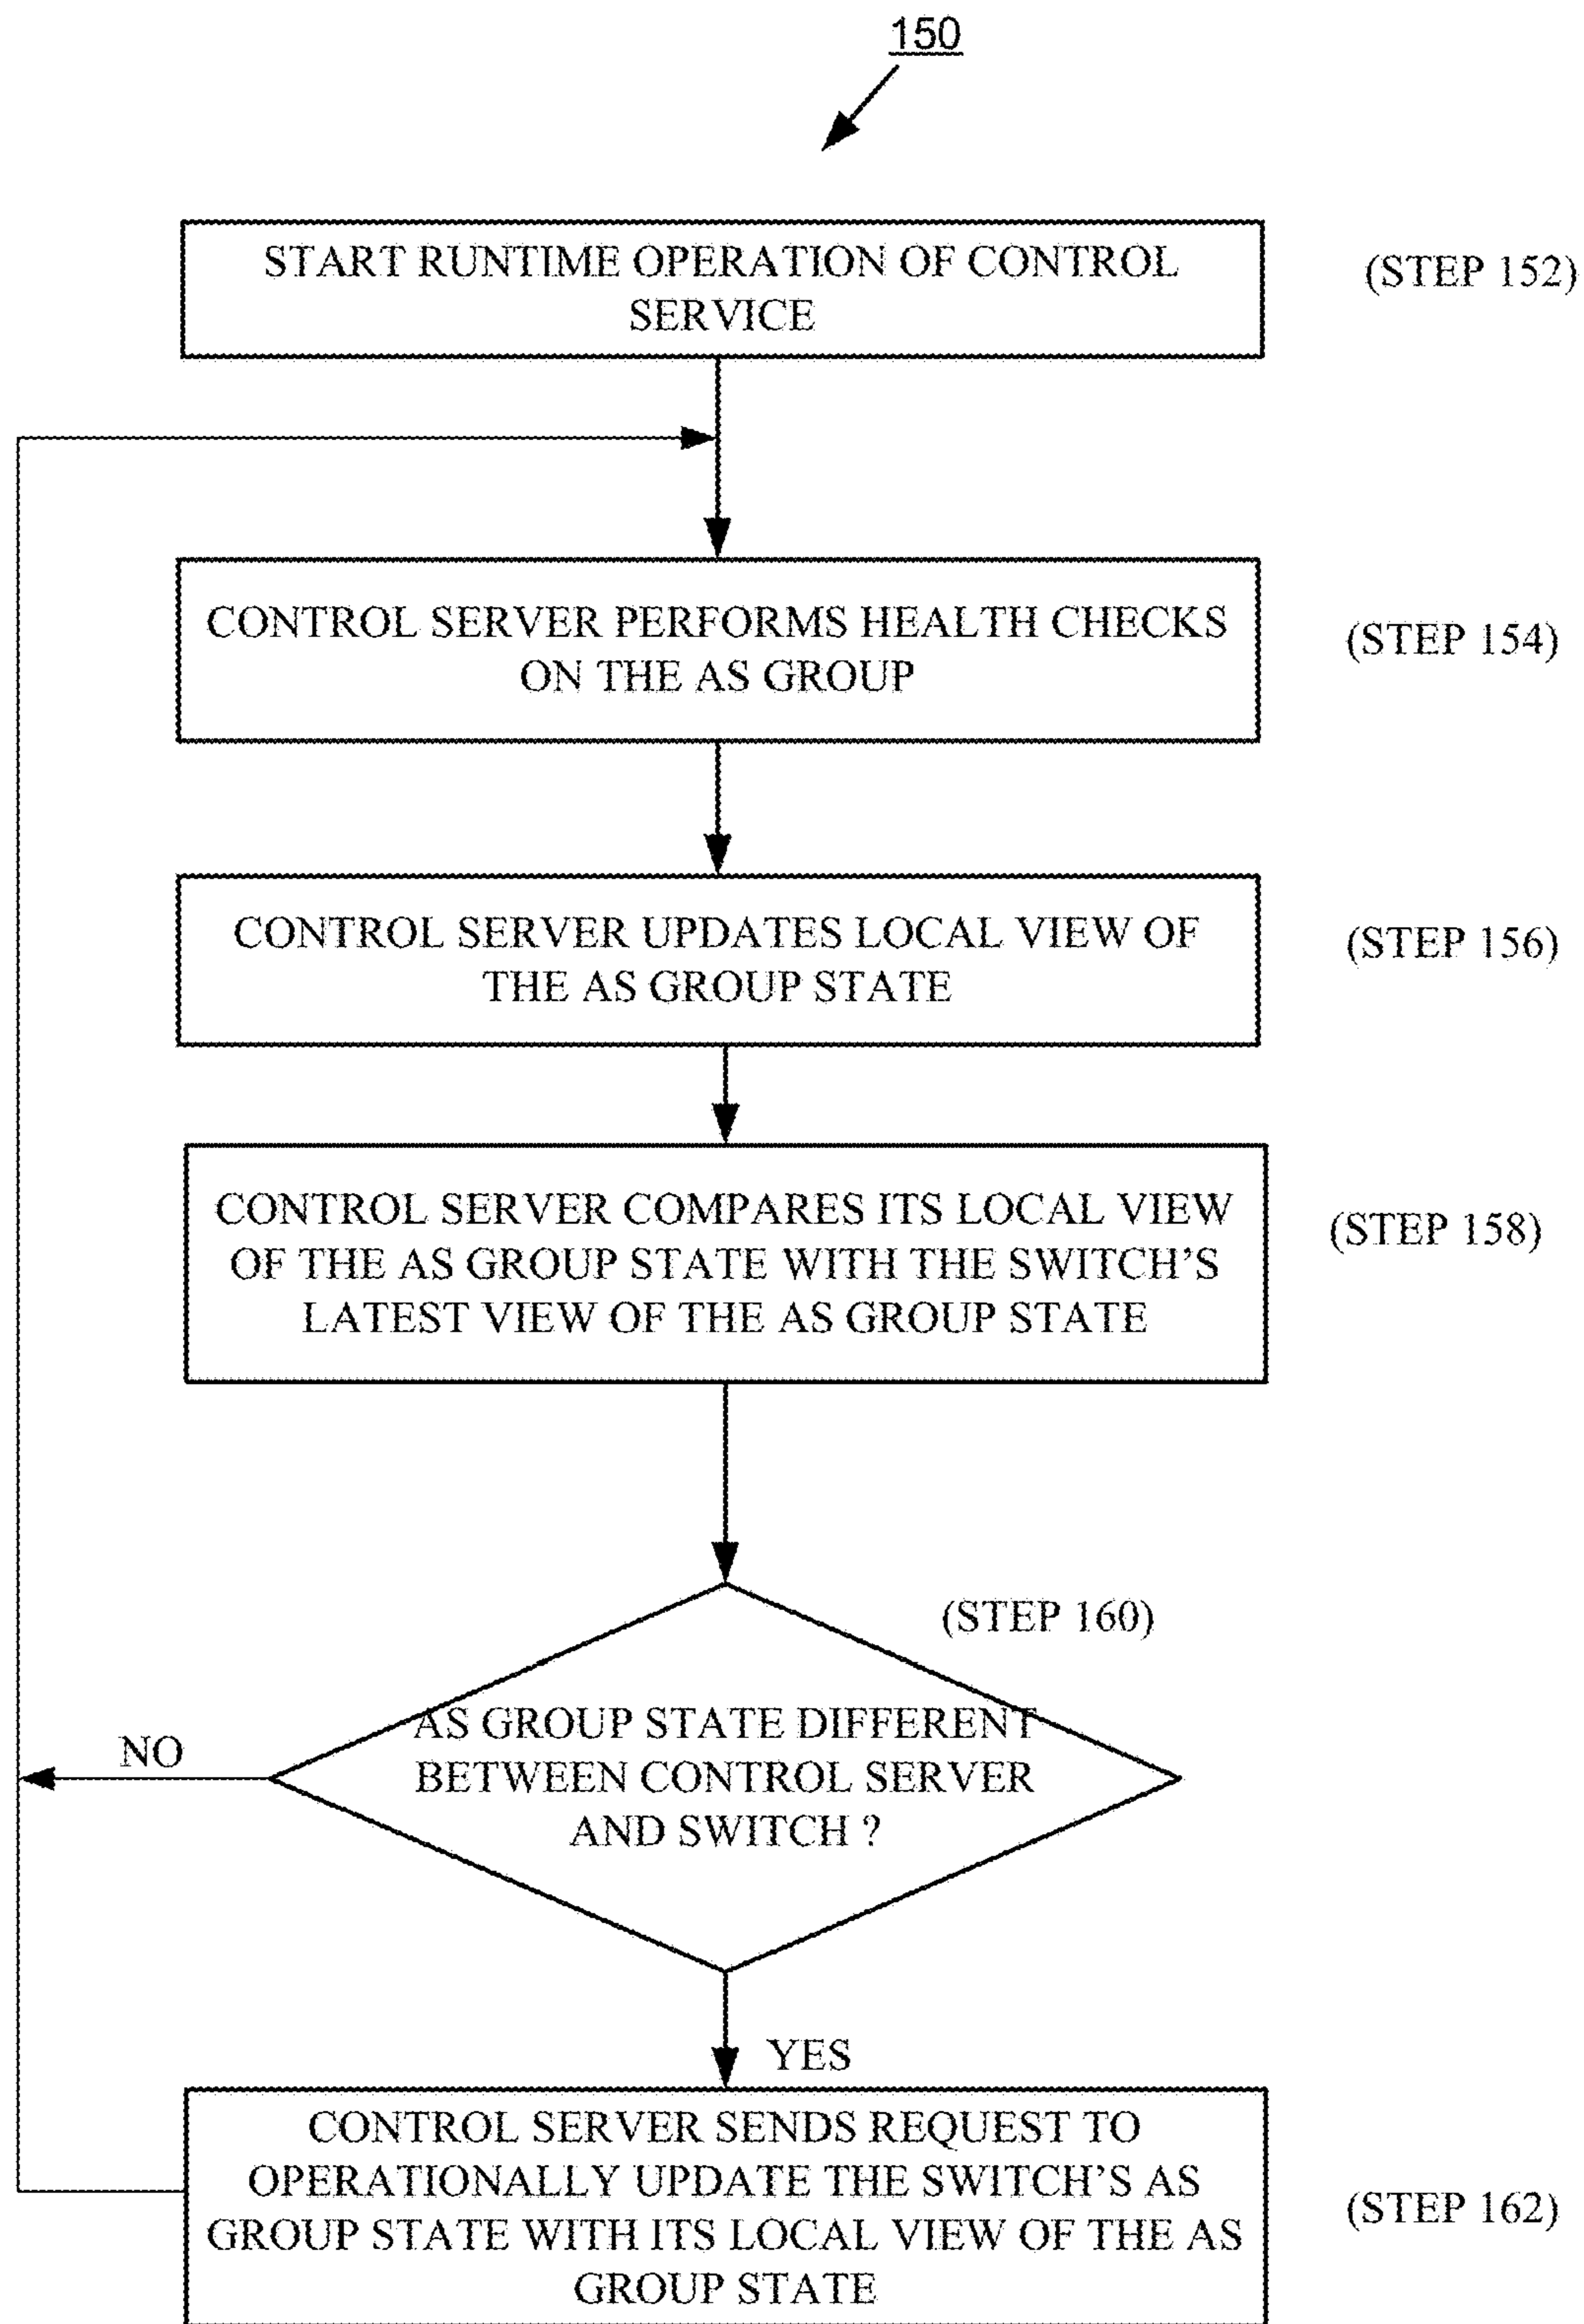 150
START RUNTIME OPERATION OF CONTROL
SERVICE
(STEP 152)
CONTROL SERVER PERFORMS HEALTH CHECKS
ON THE AS GROUP
(STEP 154)
CONTROL SERVER UPDATES LOCAL VIEW OF
THE AS GROUP STATE
(STEP 156)
CONTROL SERVER COMPARES ITS LOCAL VIEW
OF THE AS GROUP STATE WITH THE SWITCH'S
LATEST VIEW OF THE AS GROUP STATE
(STEP 158)
(STEP 160)
AS GROUP STATE DIFFERENT
BETWEEN CONTROL SERVER
AND SWITCH ?
NO
YES
CONTROL SERVER SENDS REQUEST TO
OPERATIONALLY UPDATE THE SWITCH'S AS
GROUP STATE WITH ITS LOCAL VIEW OF THE AS
GROUP STATE
(STEP 162)